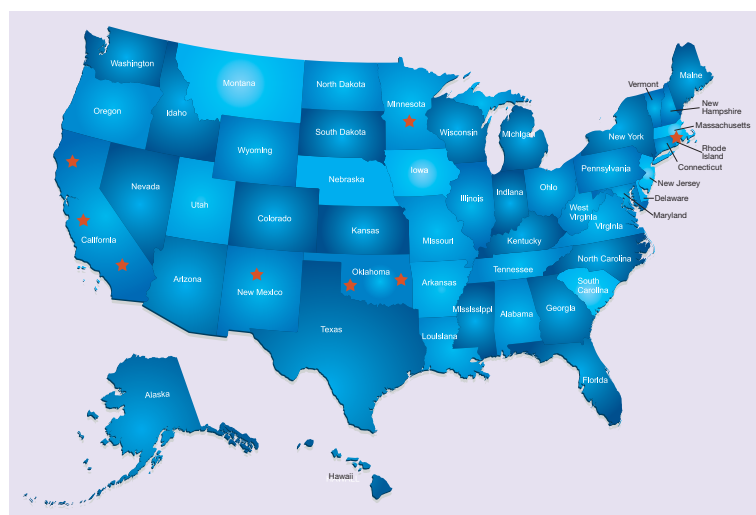 Washington
Montana
North Dakota
Minnesota
Maine
Vermont
New
Hampshire
Massachusetts
Rhode
Island
Connecticut
New York
Oregon
Idaho
South Dakota
Wisconsin
Michigan
Wyoming
Iowa
Nebraska
Pennsylvania
New Jersey
Delaware
Maryland
Nevada
Utah
Colorado
Kansas
Illinois
Indiana
Ohio
West
Virginia
Virginia
California
Missouri
Kentucky
North Carolina
Arizona
New Mexico
Oklahoma
Arkansas
Tennessee
South
Carolina
Texas
Louisiana
Mississippi
Alabama
Georgia
Florida
Alaska
Hawaii